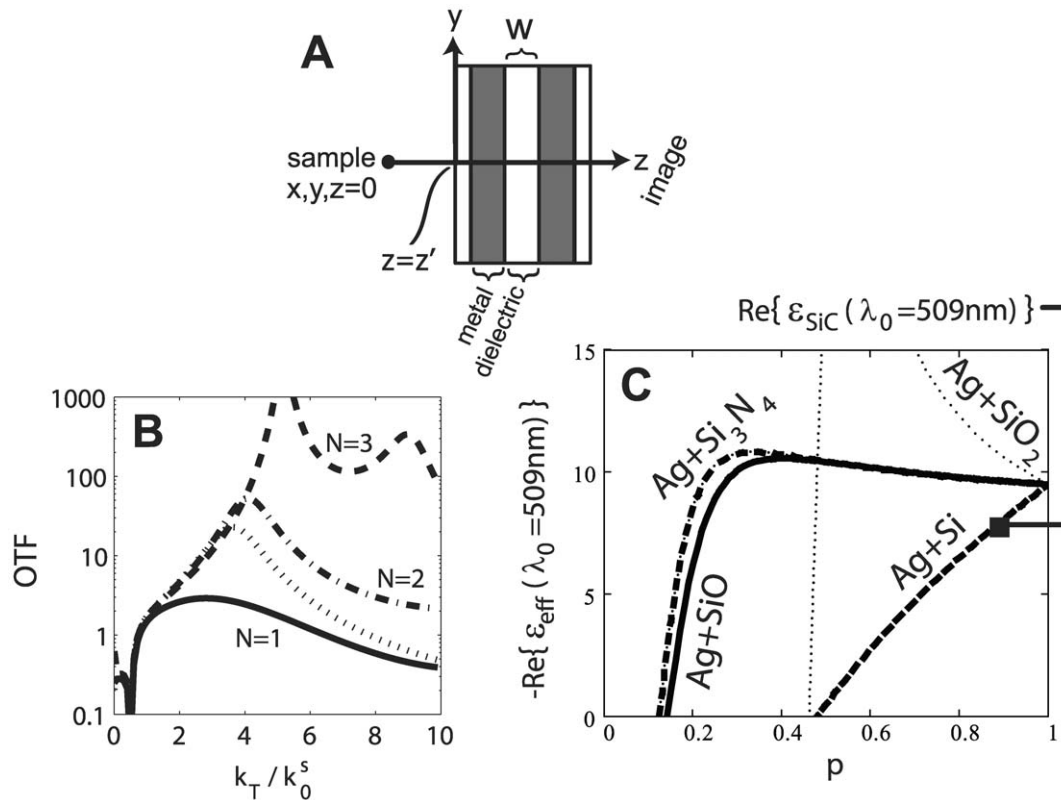 A
y
w
sample
x,y,z=0
z
image
z=z'
metal
dielectric
Re{ ε_SiC ( λ_0 =509nm) }
B
1000
100
10
1
0.1
OTF
N=3
N=2
N=1
0 2 4 6 8 10
k_T / k_0^s
C
15
10
5
0
-Re{ ε_eff ( λ_0 =509nm) }
Ag+Si_3N_4
Ag+SiO
Ag+SiO_2
Ag+Si
0 0.2 0.4 0.6 0.8 1
p